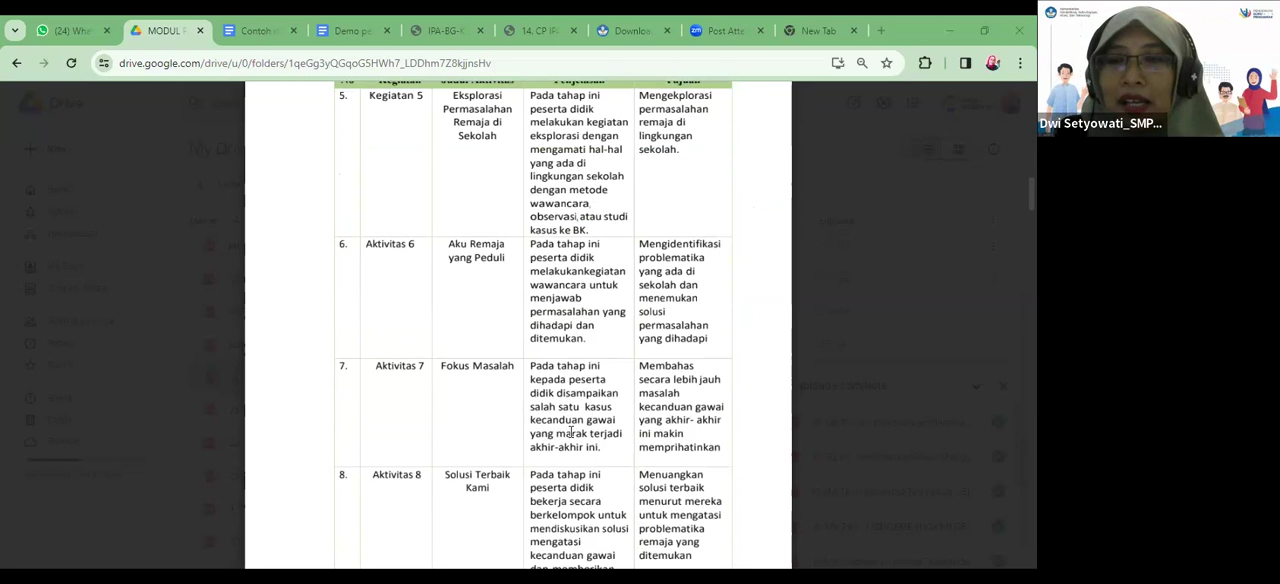 (24) Wha
MODUL F
Contoh m
Demo pe
IPA-BG-K
14. CP IPA
Downloa
Post Atte
New Tab
drive.google.com/drive/u/0/folders/1qeGg3yQGqoG5HWh7_LDDhm7Z8kjjnsHv
Dwi Setyowati_SMP...
5.
Kegiatan 5
Eksplorasi
Permasalahan
Remaja di
Sekolah
Pada tahap ini
peserta didik
melakukan kegiatan
eksplorasi dengan
mengamati hal-hal
yang ada di
lingkungan sekolah
dengan metode
wawancara,
observasi, atau studi
kasus ke BK.
Mengekplorasi
permasalahan
remaja di
lingkungan
sekolah.
6.
Aktivitas 6
Aku Remaja
yang Peduli
Pada tahap ini
peserta didik
melakukankegiatan
wawancara untuk
menjawab
permasalahan yang
dihadapi dan
ditemukan.
Mengidentifikasi
problematika
yang ada di
sekolah dan
menemukan
solusi
permasalahan
yang dihadapi
7.
Aktivitas 7
Fokus Masalah
Pada tahap ini
kepada peserta
didik disampaikan
salah satu kasus
kecanduan gawai
yang marak terjadi
akhir-akhir ini.
Membahas
secara lebih jauh
masalah
kecanduan gawai
yang akhir- akhir
ini makin
memprihatinkan
8.
Aktivitas 8
Solusi Terbaik
Kami
Pada tahap ini
peserta didik
bekerja secara
berkelompok untuk
mendiskusikan solusi
mengatasi
kecanduan gawai
dan memberikan
Menuangkan
solusi terbaik
menurut mereka
untuk mengatasi
problematika
remaja yang
ditemukan